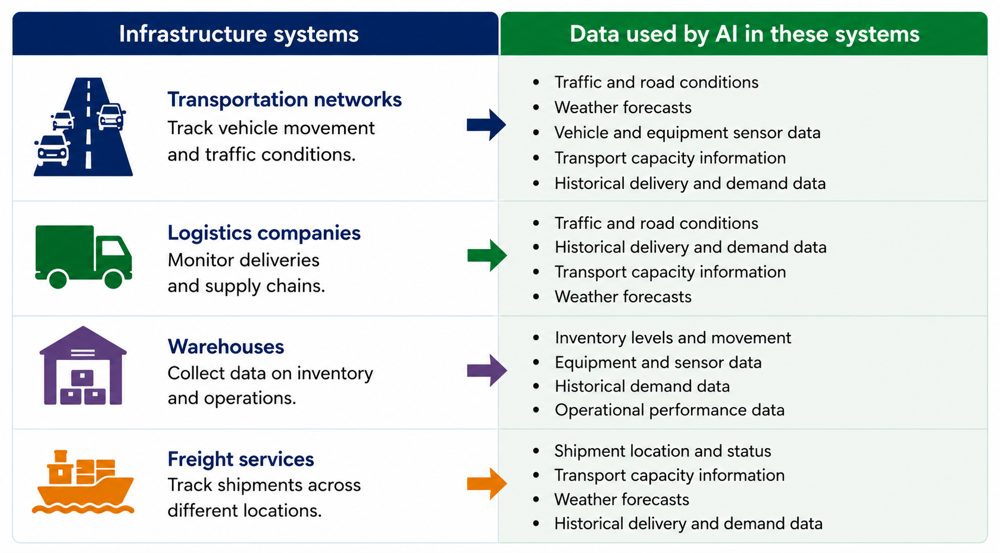 Infrastructure systems
Data used by AI in these systems
Transportation networks
Track vehicle movement
and traffic conditions.
• Traffic and road conditions
• Weather forecasts
• Vehicle and equipment sensor data
• Transport capacity information
• Historical delivery and demand data
Logistics companies
Monitor deliveries
and supply chains.
• Traffic and road conditions
• Historical delivery and demand data
• Transport capacity information
• Weather forecasts
Warehouses
Collect data on inventory
and operations.
• Inventory levels and movement
• Equipment and sensor data
• Historical demand data
• Operational performance data
Freight services
Track shipments across
different locations.
• Shipment location and status
• Transport capacity information
• Weather forecasts
• Historical delivery and demand data